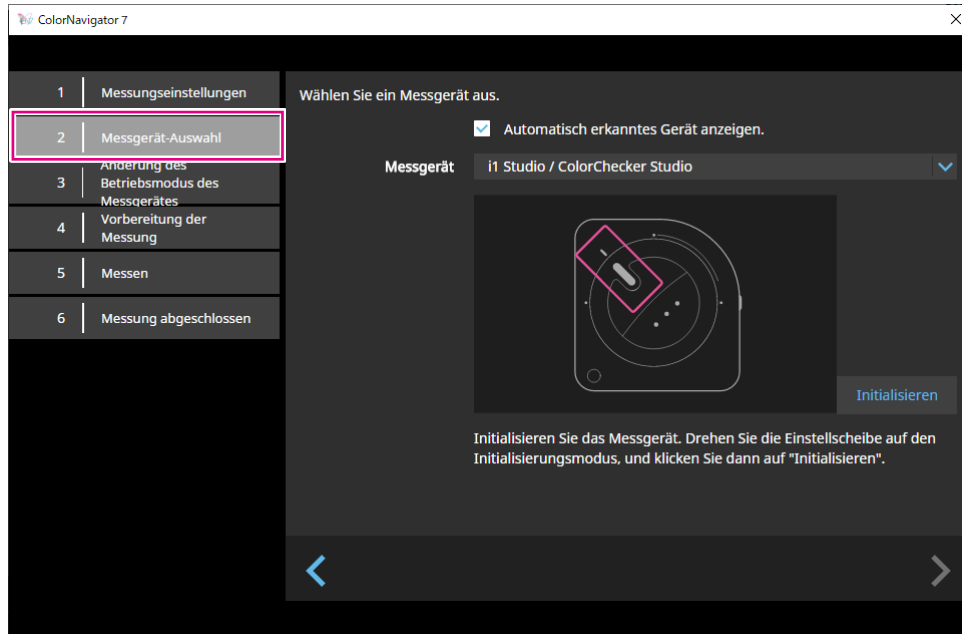 ColorNavigator 7
1 Messungseinstellungen
2 Messgerät-Auswahl
3 Änderung des
Betriebsmodus des
Messgerätes
4 Vorbereitung der
Messung
5 Messen
6 Messung abgeschlossen
Wählen Sie ein Messgerät aus.
Automatisch erkanntes Gerät anzeigen.
Messgerät i1 Studio / ColorChecker Studio
Initialisieren
Initialisieren Sie das Messgerät. Drehen Sie die Einstellscheibe auf den
Initialisierungsmodus, und klicken Sie dann auf "Initialisieren".